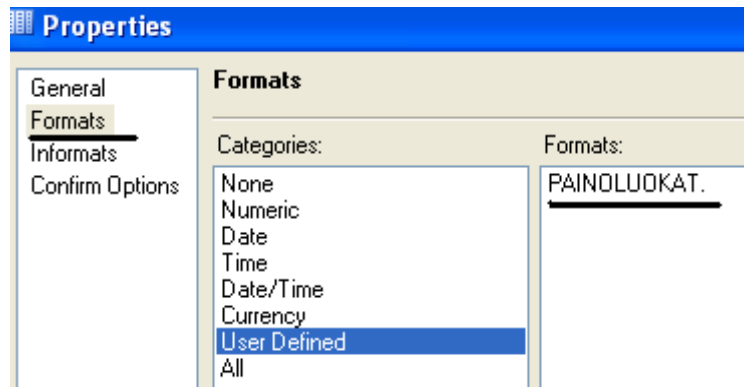 Properties
General
Formats
Informats
Confirm Options
Formats
Categories:
None
Numeric
Date
Time
Date/Time
Currency
User Defined
All
Formats:
PAINOLUOKAT.